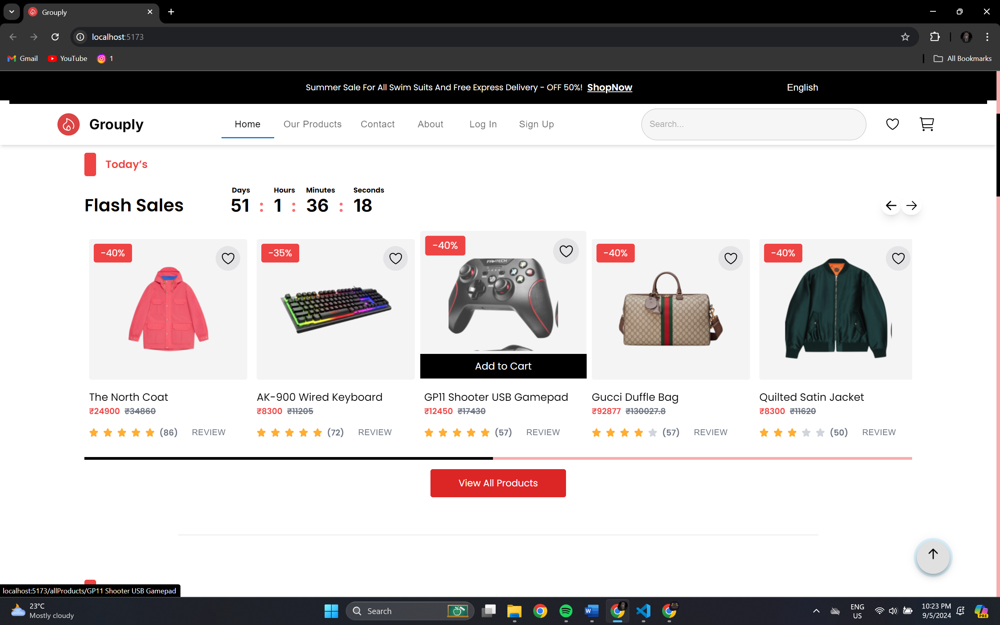 Grouply
localhost:5173
Gmail YouTube 1 All Bookmarks
Summer Sale For All Swim Suits And Free Express Delivery - OFF 50%! ShopNow English
Grouply Home Our Products Contact About Log In Sign Up Search...
Today's
Days Hours Minutes Seconds
Flash Sales 51 : 1 : 36 : 18
-40% -35% -40% -40% -40%
FANTECH
Add to Cart
The North Coat AK-900 Wired Keyboard GP11 Shooter USB Gamepad Gucci Duffle Bag Quilted Satin Jacket
₹24900 ₹34860 ₹8300 ₹11205 ₹12450 ₹17430 ₹92877 ₹130027.8 ₹8300 ₹11620
(86) REVIEW (72) REVIEW (57) REVIEW (57) REVIEW (50) REVIEW
View All Products
localhost:5173/allProducts/GP11 Shooter USB Gamepad
23°C
Mostly cloudy
Search
W
ENG
US
10:23 PM
9/5/2024
PRE